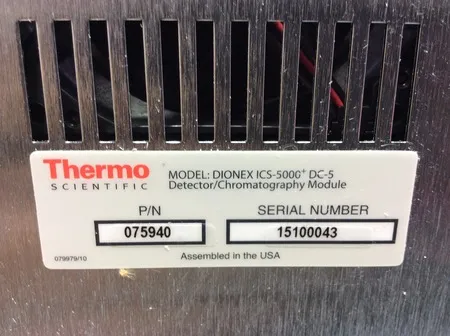 Thermo
SCIENTIFIC
MODEL: DIONEX ICS-5000⁺ DC-5
Detector/Chromatography Module
P/N
SERIAL NUMBER
075940
15100043
079979/10
Assembled in the USA